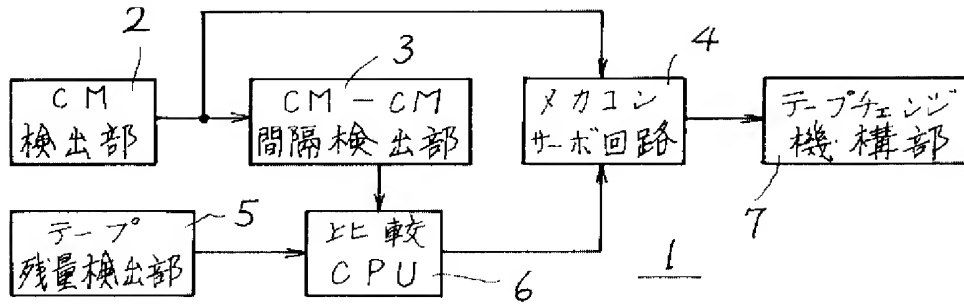 2
CM
検出部
3
CM-CM
間隔検出部
4
メカコン
サーボ回路
テープチェンジ
機構部
7
テープ
残量検出部
5
比較
CPU
6
1